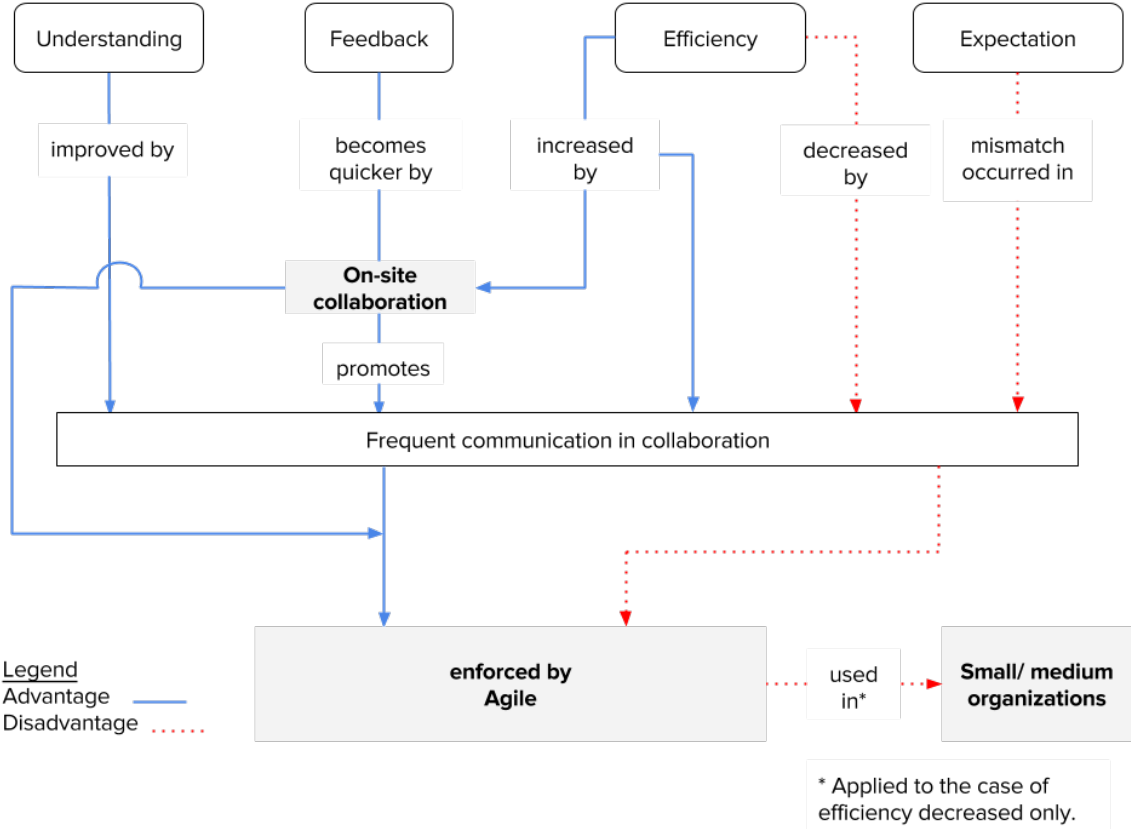 Understanding
Feedback
Efficiency
Expectation
improved by
becomes
quicker by
increased
by
decreased
by
mismatch
occurred in
On-site
collaboration
promotes
Frequent communication in collaboration
enforced by
Agile
used
in*
Small/ medium
organizations
Legend
Advantage
Disadvantage
* Applied to the case of
efficiency decreased only.